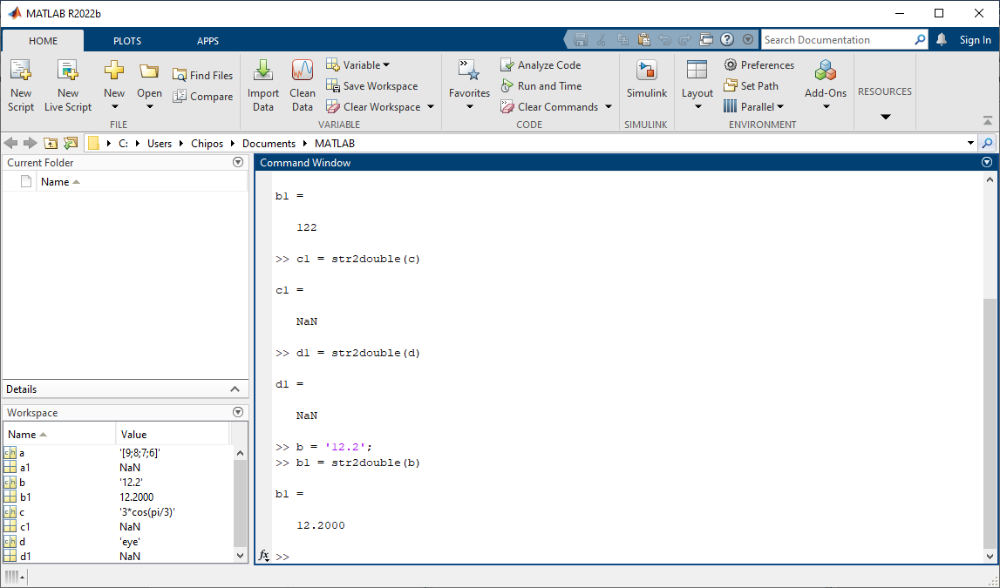 MATLAB R2022b
HOME PLOTS APPS
Search Documentation
Sign In
New Script
New Live Script
New
Open
Find Files
Compare
FILE
Import Data
Clean Data
Variable
Save Workspace
Clear Workspace
VARIABLE
Favorites
Analyze Code
Run and Time
Clear Commands
CODE
Simulink
SIMULINK
Layout
Preferences
Set Path
Parallel
Add-Ons
ENVIRONMENT
RESOURCES
C: Users Chipos Documents MATLAB
Current Folder
Name
Details
Workspace
Name Value
a '[9;8;7;6]'
a1 NaN
b '12.2'
b1 12.2000
c '3*cos(pi/3)'
c1 NaN
d 'eye'
d1 NaN
Command Window
b1 =
122
>> c1 = str2double(c)
c1 =
NaN
>> d1 = str2double(d)
d1 =
NaN
>> b = '12.2';
>> b1 = str2double(b)
b1 =
12.2000
fx >>